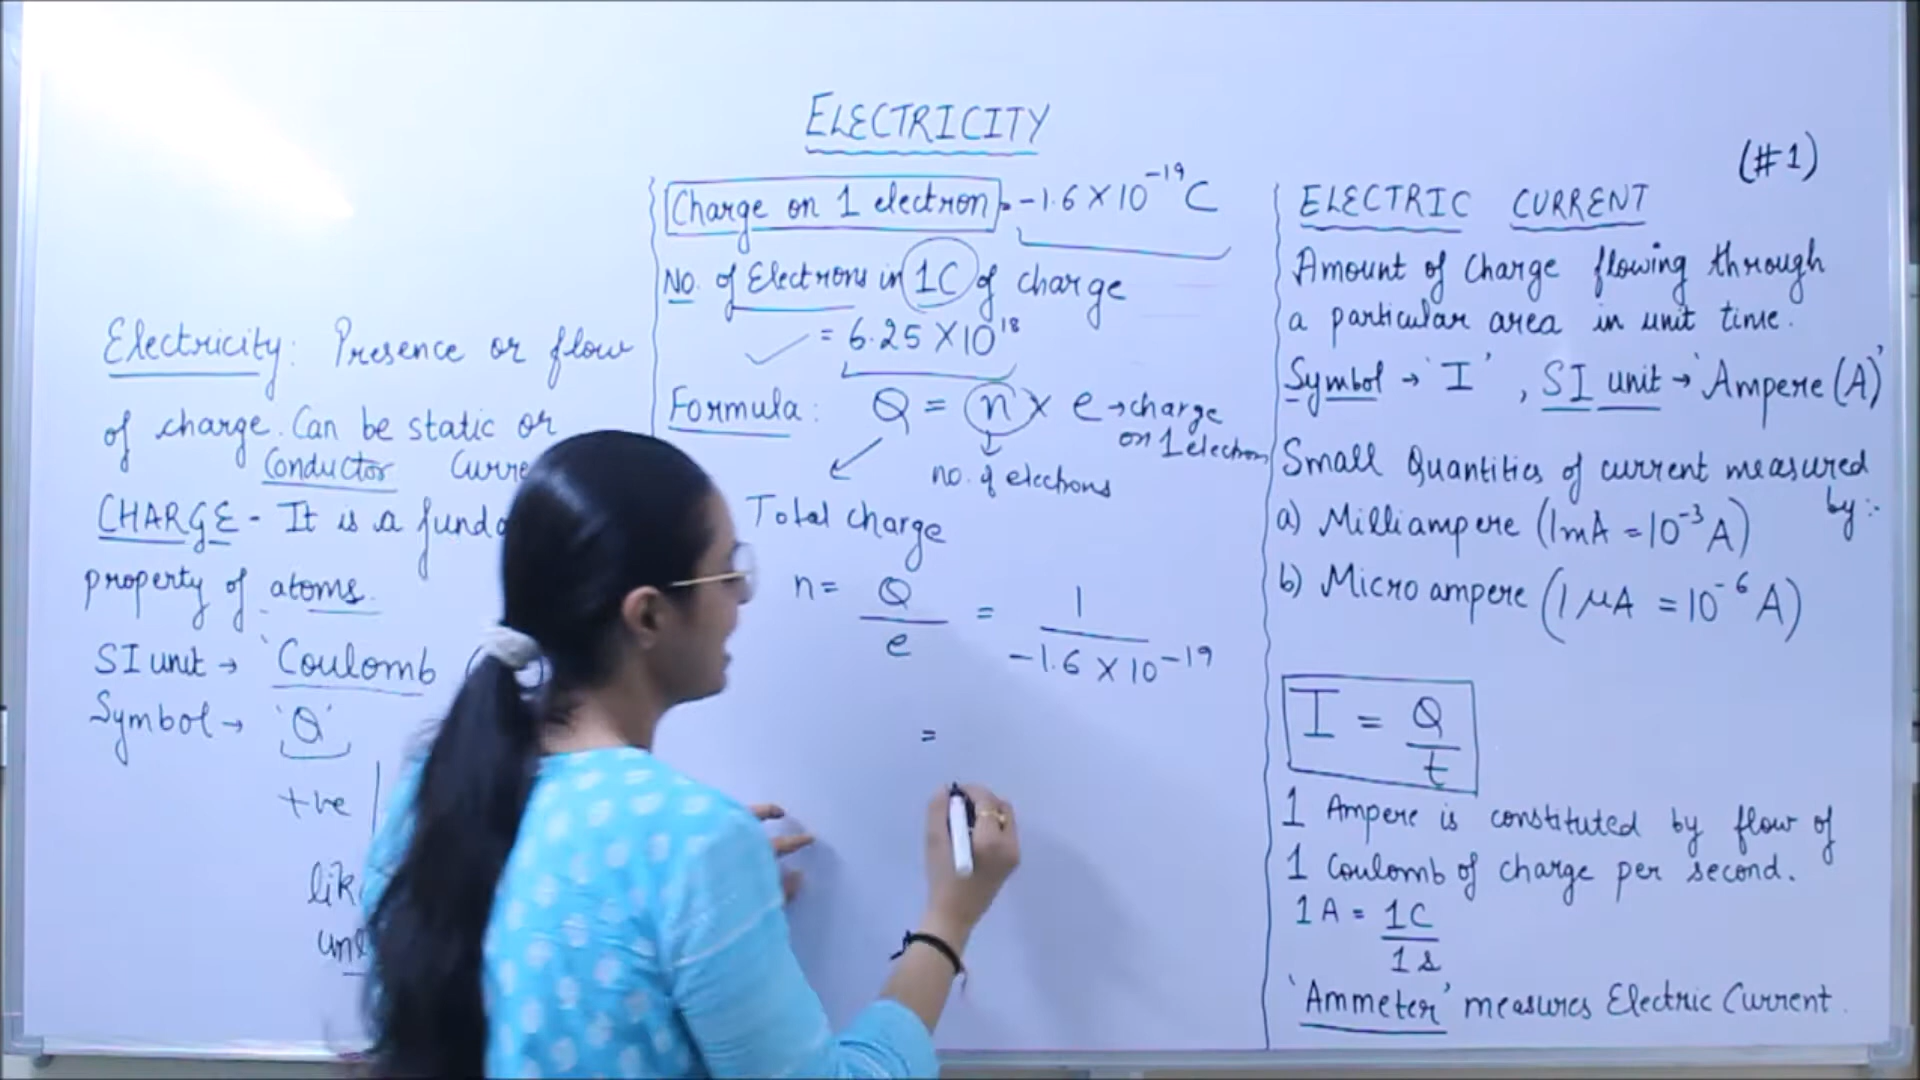 ELECTRICITY
(#1)
Electricity: Presence or flow
of charge. Can be static or
Conductor
CHARGE - It is a
property of atoms.
SI unit → 'Coulomb
Symbol → 'Q'
+ve
Charge on 1 electron = -1.6 X 10⁻¹⁹ C
No. of Electrons in 1C of charge
= 6.25 X 10¹⁸
Formula: Q = n x e → charge
on 1 electron
no. of electrons
Total charge
n = Q/e = 1/-1.6 X 10⁻¹⁹
=
ELECTRIC CURRENT
Amount of Charge flowing through
a particular area in unit time.
Symbol → 'I', SI unit → 'Ampere (A)'
Small Quantities of current measured
by:-
a) Milliampere (1mA = 10⁻³ A)
b) Micro ampere (1 μA = 10⁻⁶ A)
I = Q/t
1 Ampere is constituted by flow of
1 Coulomb of charge per second.
1A = 1C/1s
'Ammeter' measures Electric Current.